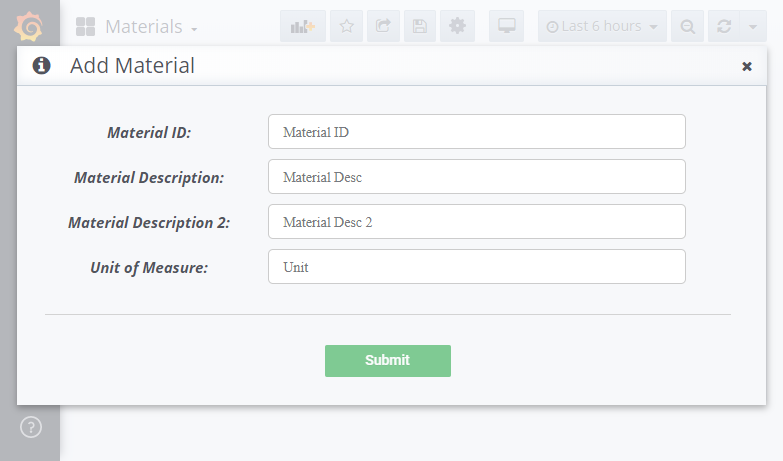 Materials
Last 6 hours
Add Material
Material ID:
Material ID
Material Description:
Material Desc
Material Description 2:
Material Desc 2
Unit of Measure:
Unit
Submit